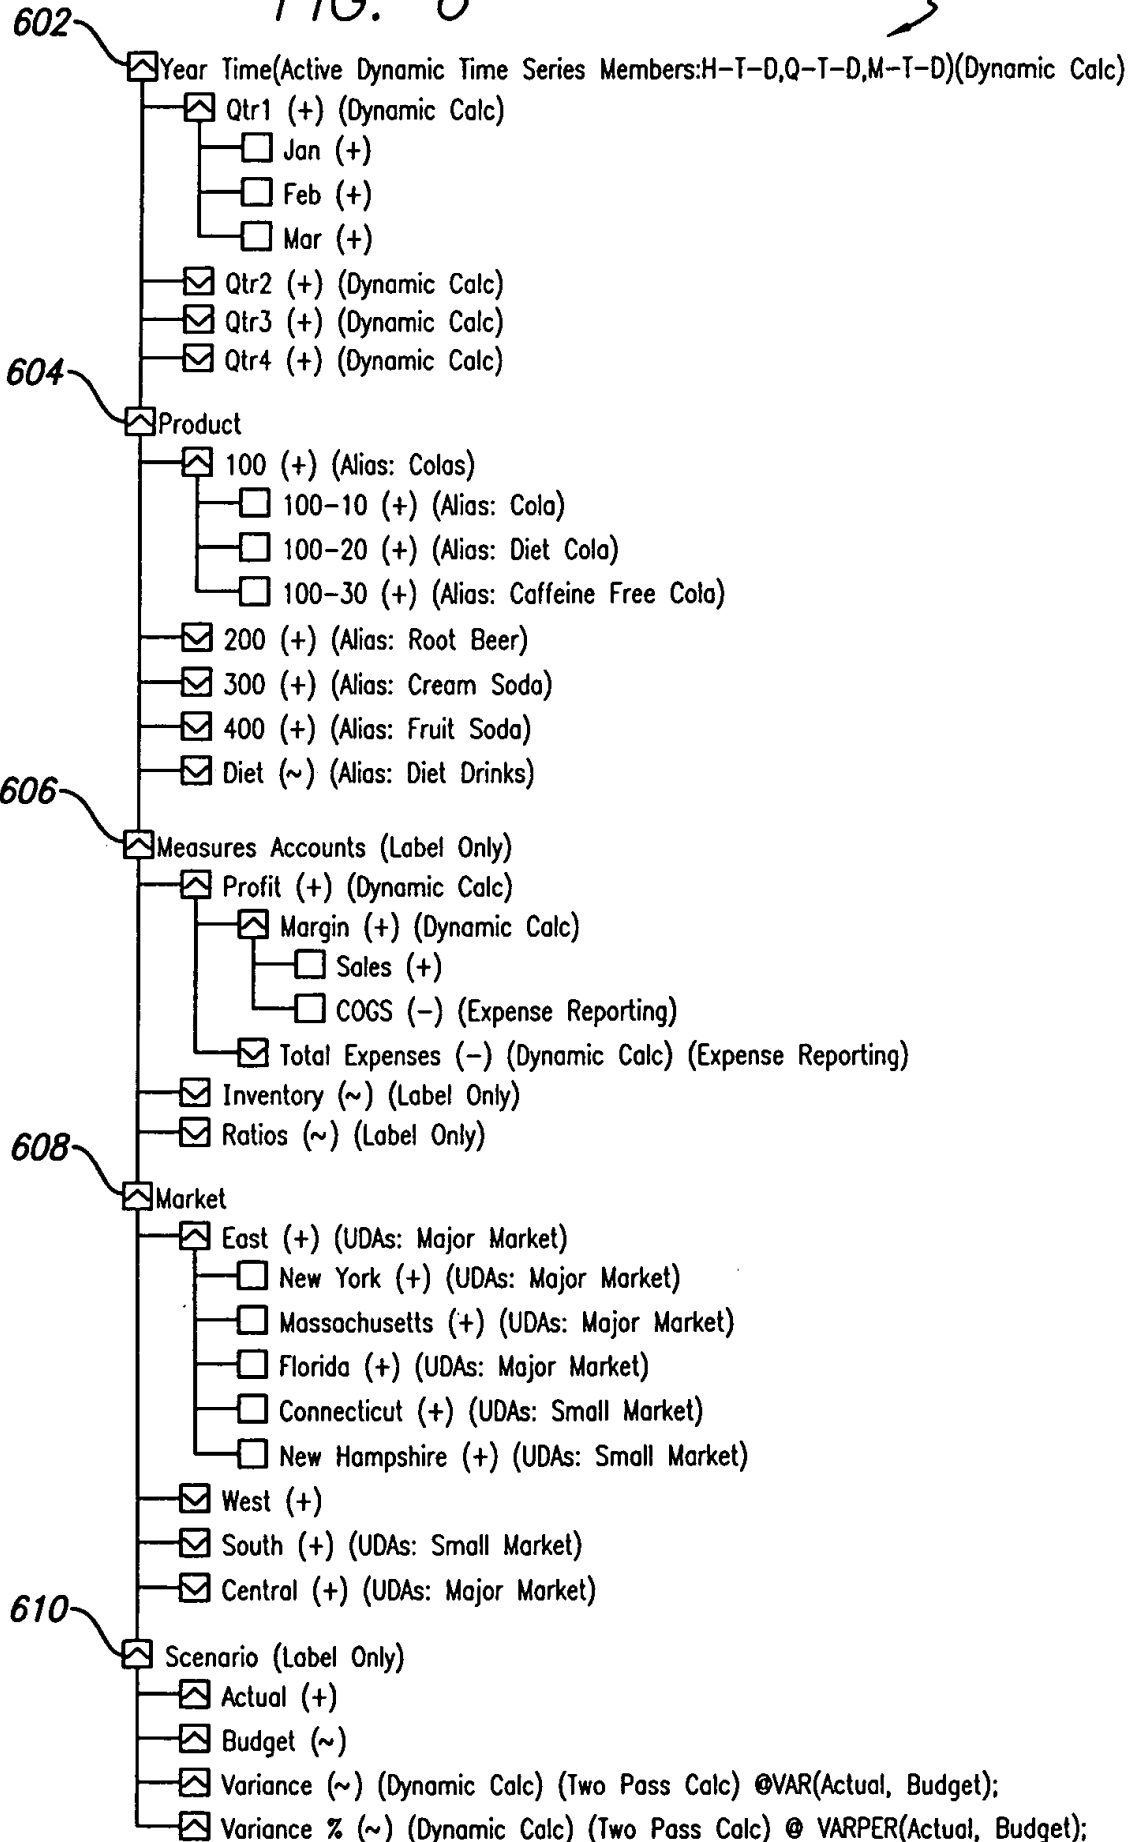 FIG. 6
602
Year Time(Active Dynamic Time Series Members:H-T-D,Q-T-D,M-T-D)(Dynamic Calc)
Qtr1 (+) (Dynamic Calc)
Jan (+)
Feb (+)
Mar (+)
Qtr2 (+) (Dynamic Calc)
Qtr3 (+) (Dynamic Calc)
Qtr4 (+) (Dynamic Calc)
604
Product
100 (+) (Alias: Colas)
100-10 (+) (Alias: Cola)
100-20 (+) (Alias: Diet Cola)
100-30 (+) (Alias: Caffeine Free Cola)
200 (+) (Alias: Root Beer)
300 (+) (Alias: Cream Soda)
400 (+) (Alias: Fruit Soda)
Diet (~) (Alias: Diet Drinks)
606
Measures Accounts (Label Only)
Profit (+) (Dynamic Calc)
Margin (+) (Dynamic Calc)
Sales (+)
COGS (-) (Expense Reporting)
Total Expenses (-) (Dynamic Calc) (Expense Reporting)
Inventory (~) (Label Only)
Ratios (~) (Label Only)
608
Market
East (+) (UDAs: Major Market)
New York (+) (UDAs: Major Market)
Massachusetts (+) (UDAs: Major Market)
Florida (+) (UDAs: Major Market)
Connecticut (+) (UDAs: Small Market)
New Hampshire (+) (UDAs: Small Market)
West (+)
South (+) (UDAs: Small Market)
Central (+) (UDAs: Major Market)
610
Scenario (Label Only)
Actual (+)
Budget (~)
Variance (~) (Dynamic Calc) (Two Pass Calc) @VAR(Actual, Budget);
Variance % (~) (Dynamic Calc) (Two Pass Calc) @ VARPER(Actual, Budget);